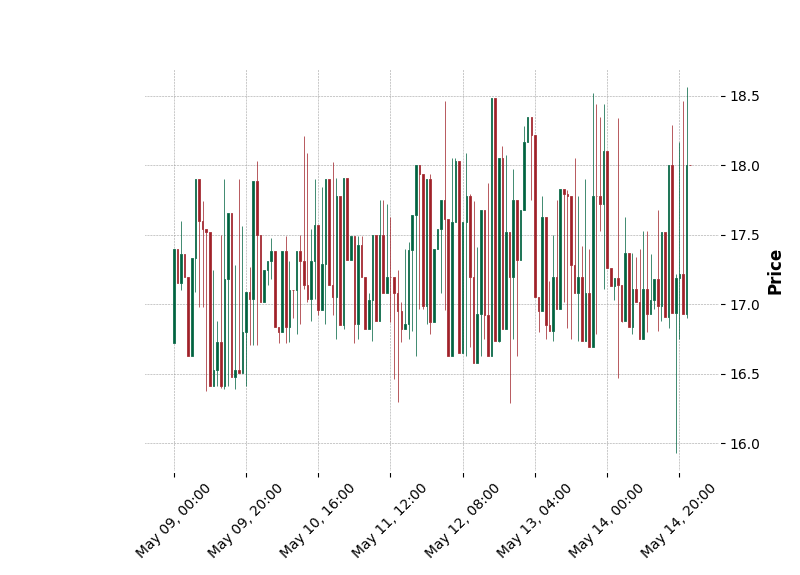 18.5
18.0
17.5
17.0
16.5
16.0
Price
May 09, 00:00
May 09, 20:00
May 10, 16:00
May 11, 12:00
May 12, 08:00
May 13, 04:00
May 14, 00:00
May 14, 20:00